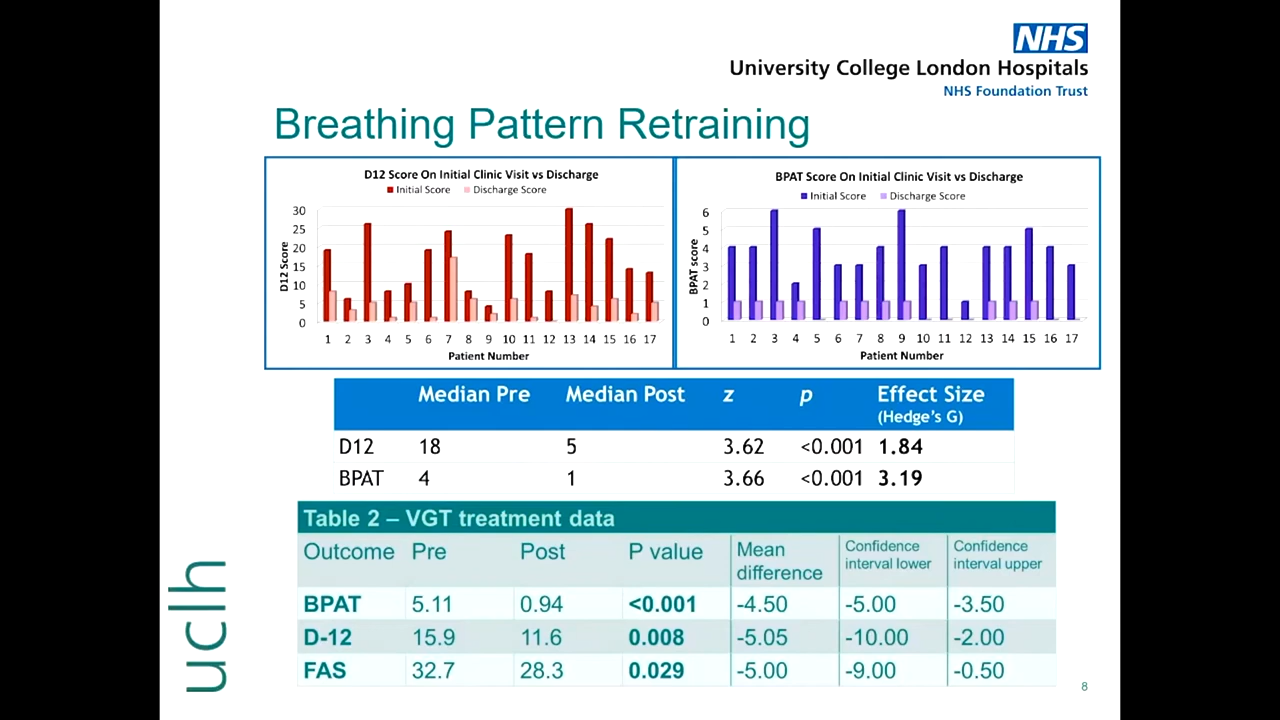 NHS
University College London Hospitals
NHS Foundation Trust
Breathing Pattern Retraining
D12 Score On Initial Clinic Visit vs Discharge
Initial Score Discharge Score
30
25
20
15
10
5
0
D12 Score
1 2 3 4 5 6 7 8 9 10 11 12 13 14 15 16 17
Patient Number
BPAT Score On Initial Clinic Visit vs Discharge
Initial Score Discharge Score
6
5
4
3
2
1
0
BPAT score
1 2 3 4 5 6 7 8 9 10 11 12 13 14 15 16 17
Patient Number
Median Pre Median Post z p Effect Size
(Hedge's G)
D12 18 5 3.62 <0.001 1.84
BPAT 4 1 3.66 <0.001 3.19
Table 2 – VGT treatment data
Outcome Pre Post P value Mean difference Confidence interval lower Confidence interval upper
BPAT 5.11 0.94 <0.001 -4.50 -5.00 -3.50
D-12 15.9 11.6 0.008 -5.05 -10.00 -2.00
FAS 32.7 28.3 0.029 -5.00 -9.00 -0.50
uclh
8